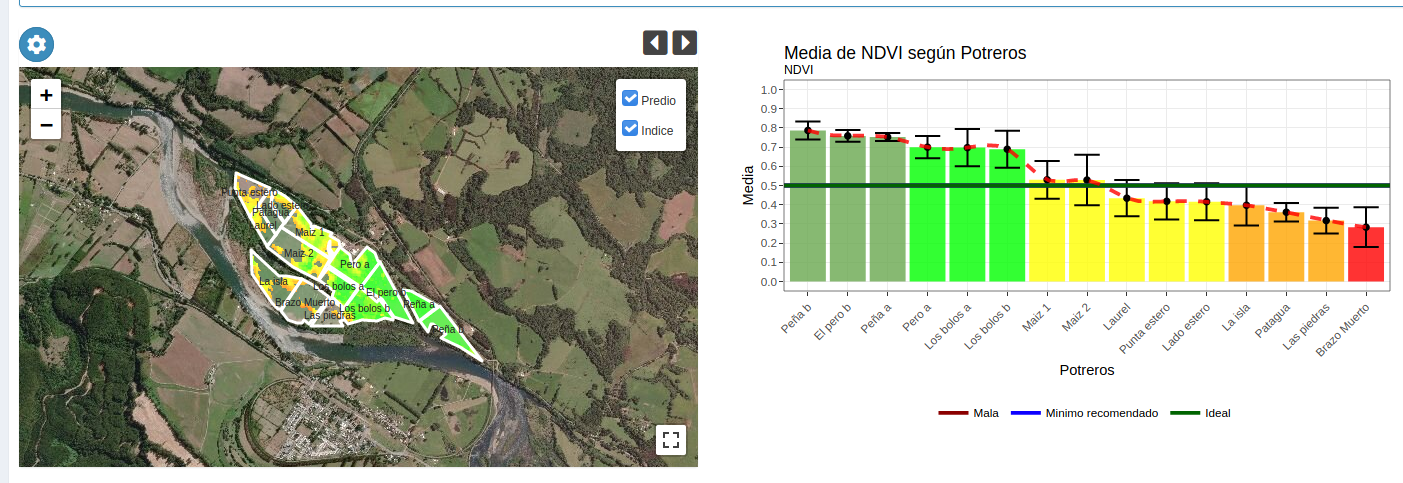 +
−
Predio
Indice
Punta estero
Lado estero
Patagua
Laurel
Maiz 1
Maiz 2
Pero a
La isla
Los bolos a
El pero b
Brazo Muerto
Los bolos b
Las piedras
Peña a
Peña b
Media de NDVI según Potreros
NDVI
Media
1.0
0.9
0.8
0.7
0.6
0.5
0.4
0.3
0.2
0.1
0.0
Peña b
El pero b
Peña a
Pero a
Los bolos a
Los bolos b
Maiz 1
Maiz 2
Laurel
Punta estero
Lado estero
La isla
Patagua
Las piedras
Brazo Muerto
Potreros
Mala
Minimo recomendado
Ideal